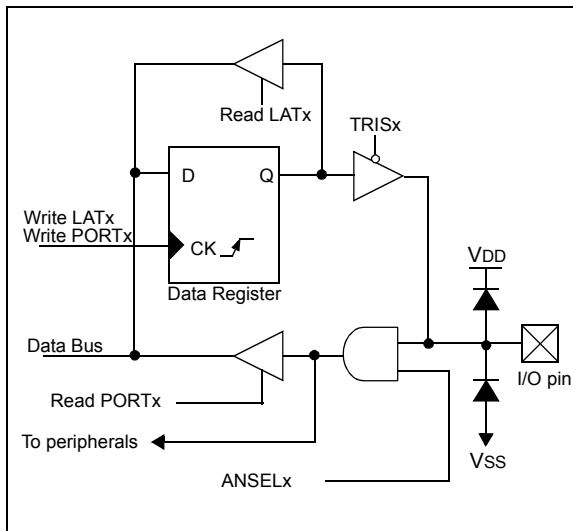 Read LATx
TRISx
D
Q
Write LATx
Write PORTx
CK
Data Register
VDD
Data Bus
I/O pin
Read PORTx
To peripherals
VSS
ANSELx